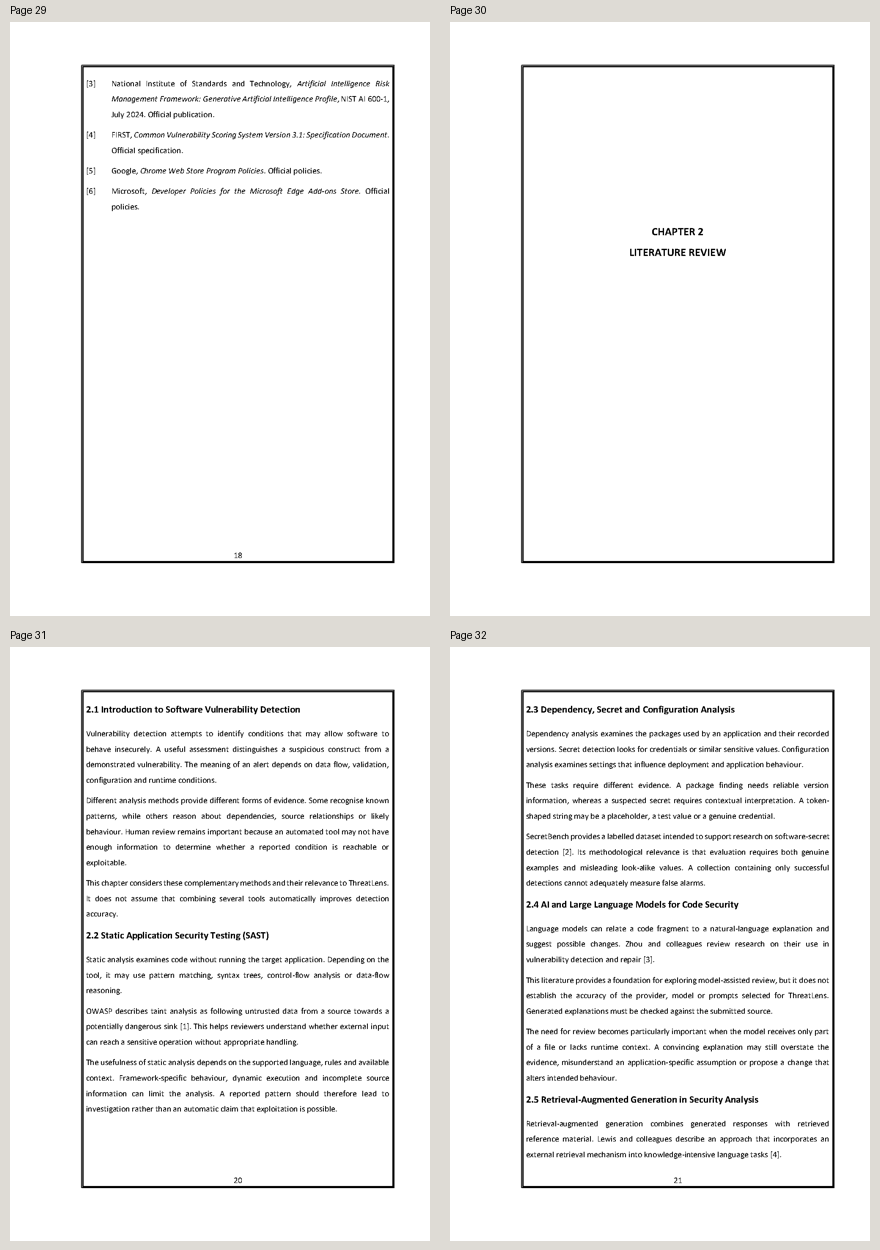 Page 29
[3] National Institute of Standards and Technology, Artificial Intelligence Risk
Management Framework: Generative Artificial Intelligence Profile, NIST AI 600-1,
July 2024. Official publication.
[4] FIRST, Common Vulnerability Scoring System Version 3.1: Specification Document.
Official specification.
[5] Google, Chrome Web Store Program Policies. Official policies.
[6] Microsoft, Developer Policies for the Microsoft Edge Add-ons Store. Official
policies.
18
Page 30
CHAPTER 2
LITERATURE REVIEW
Page 31
2.1 Introduction to Software Vulnerability Detection
Vulnerability detection attempts to identify conditions that may allow software to
behave insecurely. A useful assessment distinguishes a suspicious construct from a
demonstrated vulnerability. The meaning of an alert depends on data flow, validation,
configuration and runtime conditions.
Different analysis methods provide different forms of evidence. Some recognise known
patterns, while others reason about dependencies, source relationships or likely
behaviour. Human review remains important because an automated tool may not have
enough information to determine whether a reported condition is reachable or
exploitable.
This chapter considers these complementary methods and their relevance to ThreatLens.
It does not assume that combining several tools automatically improves detection
accuracy.
2.2 Static Application Security Testing (SAST)
Static analysis examines code without running the target application. Depending on the
tool, it may use pattern matching, syntax trees, control-flow analysis or data-flow
reasoning.
OWASP describes taint analysis as following untrusted data from a source towards a
potentially dangerous sink [1]. This helps reviewers understand whether external input
can reach a sensitive operation without appropriate handling.
The usefulness of static analysis depends on the supported language, rules and available
context. Framework-specific behaviour, dynamic execution and incomplete source
information can limit the analysis. A reported pattern should therefore lead to
investigation rather than an automatic claim that exploitation is possible.
20
Page 32
2.3 Dependency, Secret and Configuration Analysis
Dependency analysis examines the packages used by an application and their recorded
versions. Secret detection looks for credentials or similar sensitive values. Configuration
analysis examines settings that influence deployment and application behaviour.
These tasks require different evidence. A package finding needs reliable version
information, whereas a suspected secret requires contextual interpretation. A token-
shaped string may be a placeholder, a test value or a genuine credential.
SecretBench provides a labelled dataset intended to support research on software-secret
detection [2]. Its methodological relevance is that evaluation requires both genuine
examples and misleading look-alike values. A collection containing only successful
detections cannot adequately measure false alarms.
2.4 AI and Large Language Models for Code Security
Language models can relate a code fragment to a natural-language explanation and
suggest possible changes. Zhou and colleagues review research on their use in
vulnerability detection and repair [3].
This literature provides a foundation for exploring model-assisted review, but it does not
establish the accuracy of the provider, model or prompts selected for ThreatLens.
Generated explanations must be checked against the submitted source.
The need for review becomes particularly important when the model receives only part
of a file or lacks runtime context. A convincing explanation may still overstate the
evidence, misunderstand an application-specific assumption or propose a change that
alters intended behaviour.
2.5 Retrieval-Augmented Generation in Security Analysis
Retrieval-augmented generation combines generated responses with retrieved
reference material. Lewis and colleagues describe an approach that incorporates an
external retrieval mechanism into knowledge-intensive language tasks [4].
21